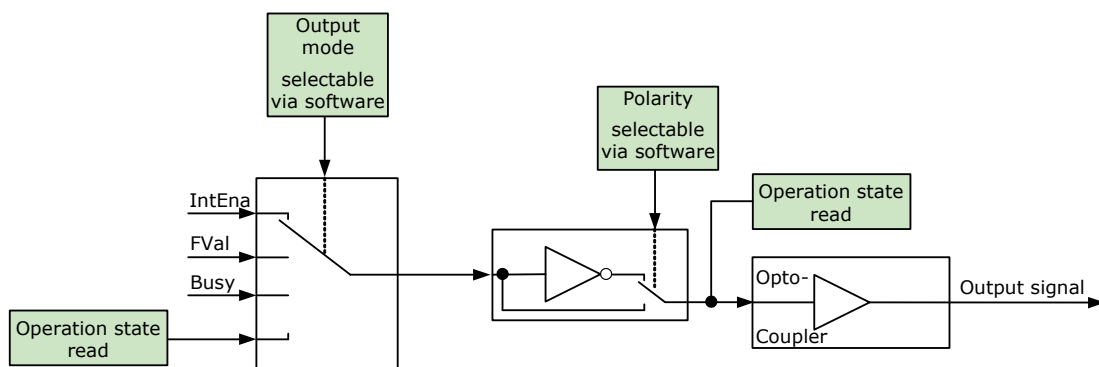 Output
mode
selectable
via software
Polarity
selectable
via software
IntEna
FVal
Busy
Operation state
read
Operation state
read
Opto-
Coupler
Output signal